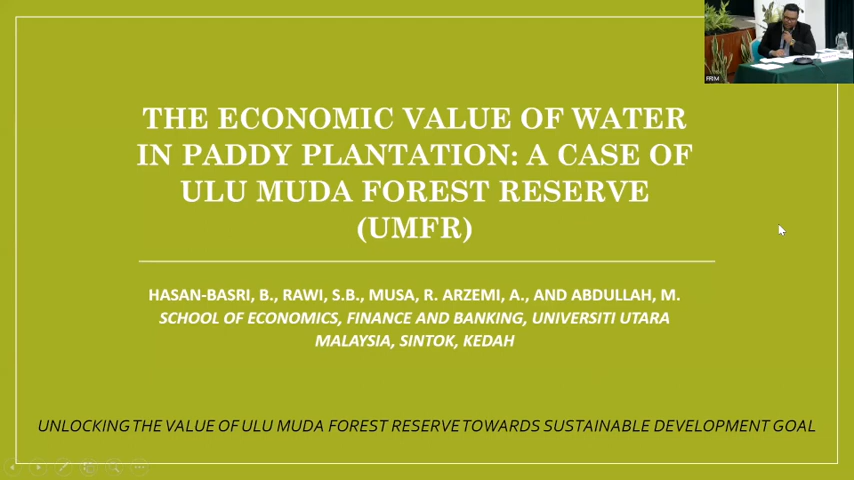 FRIM
THE ECONOMIC VALUE OF WATER
IN PADDY PLANTATION: A CASE OF
ULU MUDA FOREST RESERVE
(UMFR)
HASAN-BASRI, B., RAWI, S.B., MUSA, R. ARZEMI, A., AND ABDULLAH, M.
SCHOOL OF ECONOMICS, FINANCE AND BANKING, UNIVERSITI UTARA
MALAYSIA, SINTOK, KEDAH
UNLOCKING THE VALUE OF ULU MUDA FOREST RESERVE TOWARDS SUSTAINABLE DEVELOPMENT GOAL